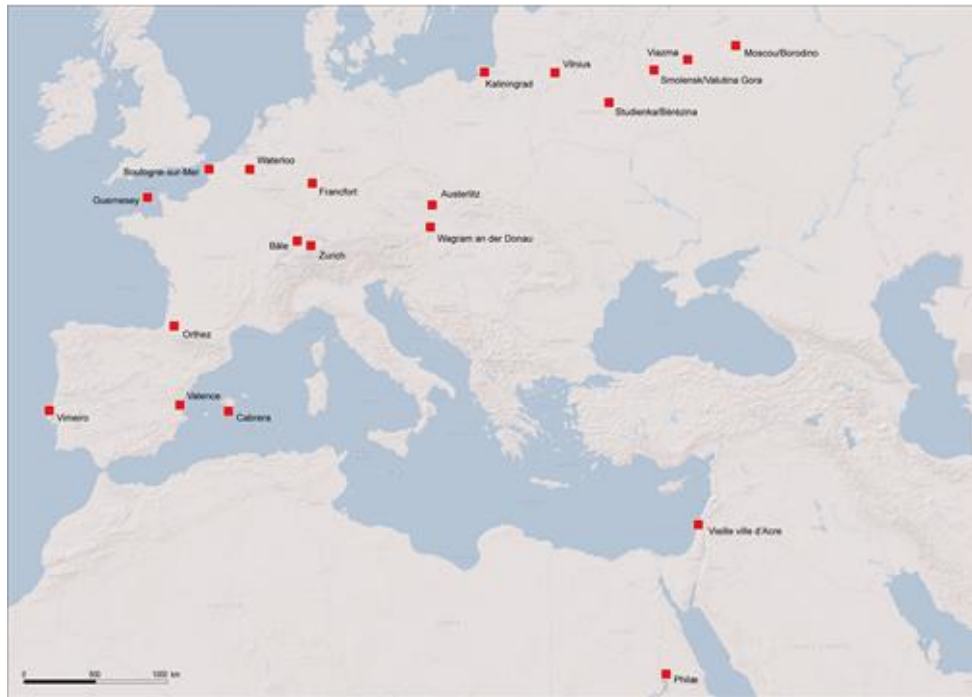 Moscou/Borodino
Viazma
Vilnius
Smolensk/Valutina Gora
Kaliningrad
Studienka/Bérézina
Waterloo
Boulogne-sur-Mer
Francfort
Austerlitz
Guernesey
Wagram an der Donau
Bâle
Zurich
Orthez
Valence
Vimeiro
Cabrera
Vieille ville d'Acre
Philæ
0 500 1000 km